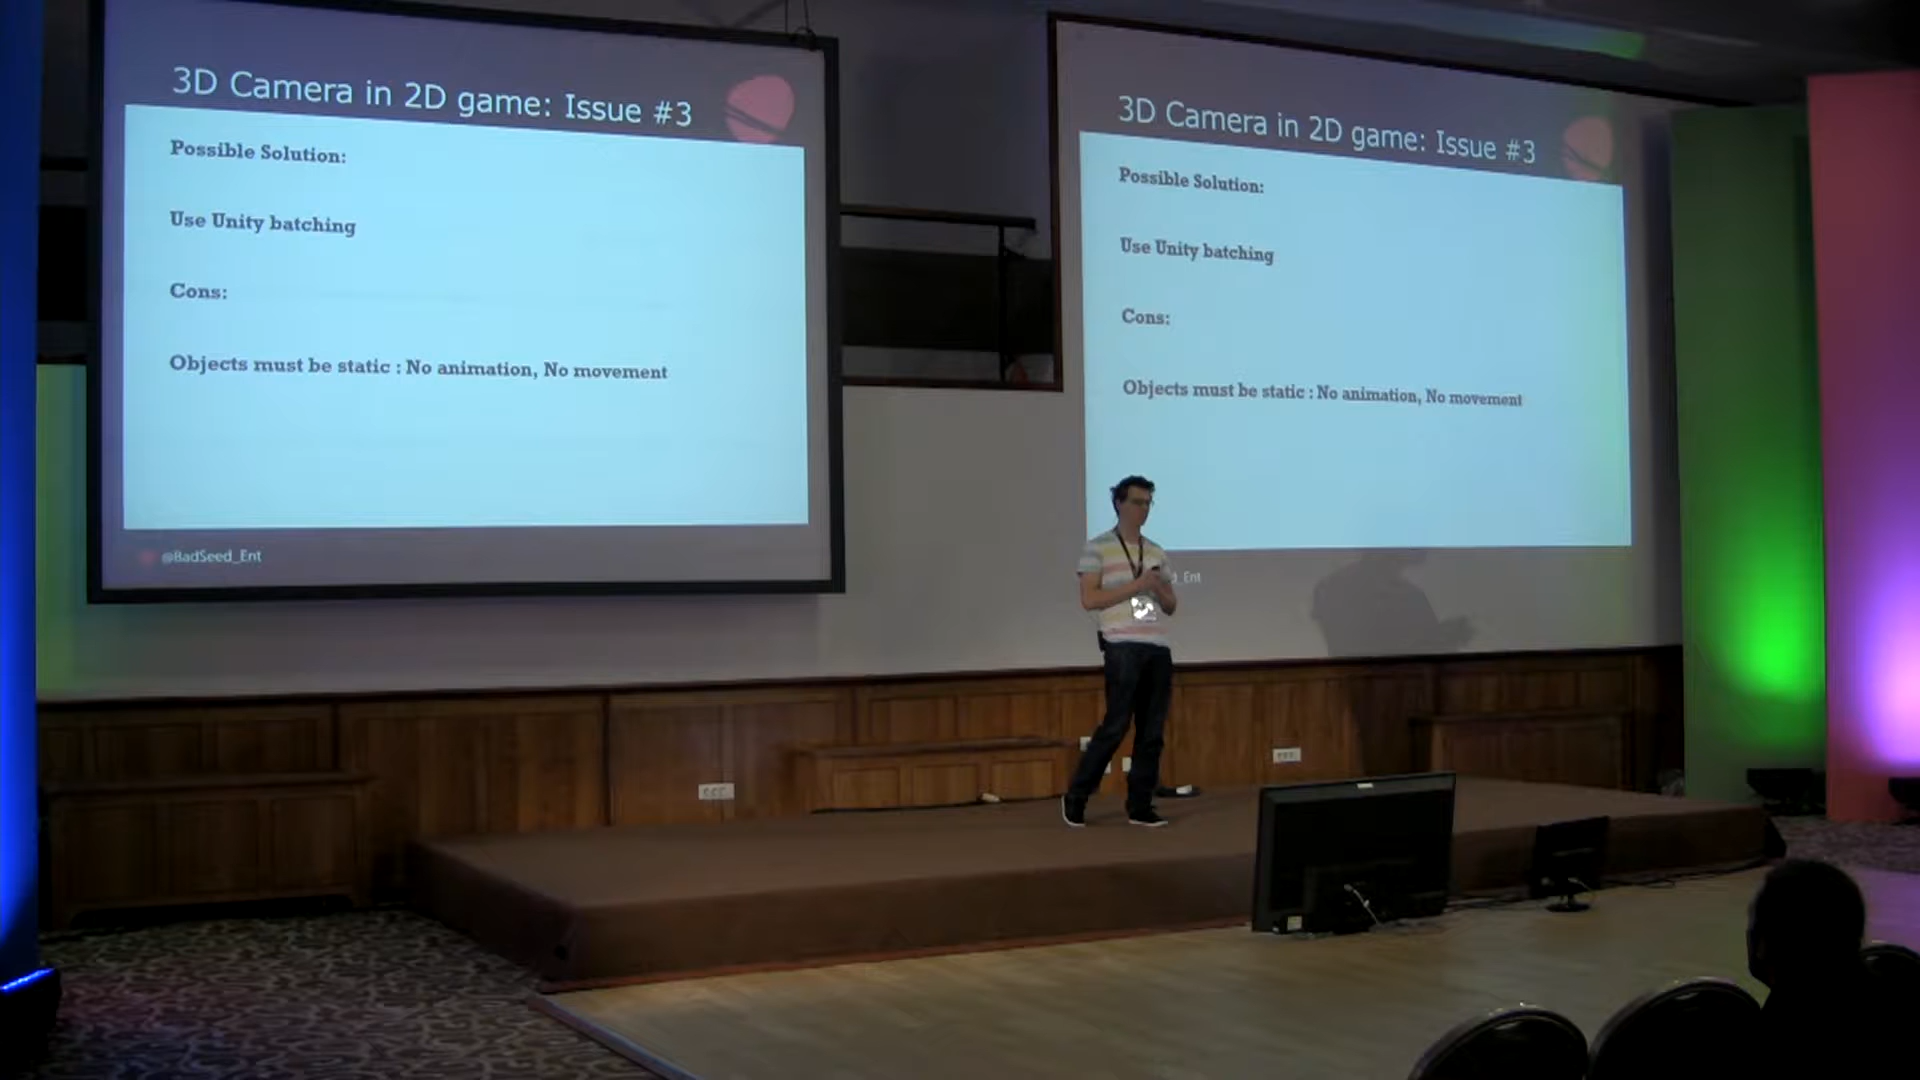 3D Camera in 2D game: Issue #3
Possible Solution:
Use Unity batching
Cons:
Objects must be static : No animation, No movement
@BadSeed_Ent
3D Camera in 2D game: Issue #3
Possible Solution:
Use Unity batching
Cons:
Objects must be static : No animation, No movement
d_Ent